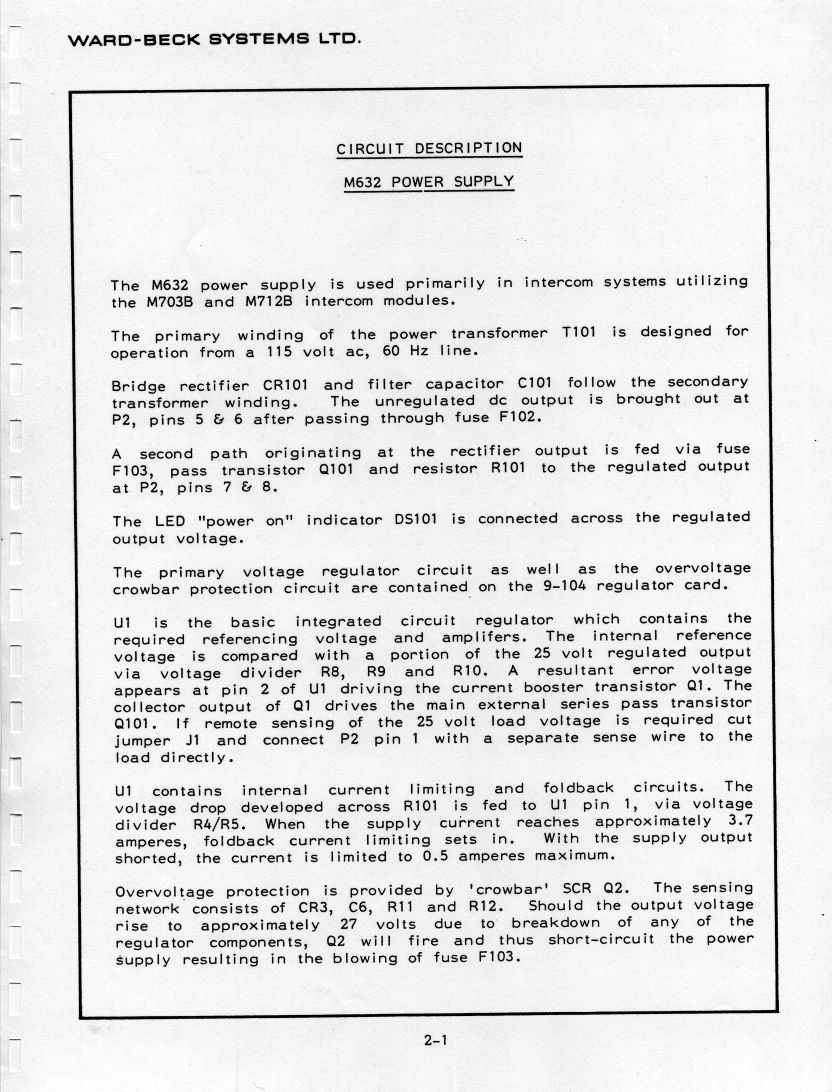 WARD-BECK SYSTEMS LTD.
CIRCUIT DESCRIPTION
M632 POWER SUPPLY
The M632 power supply is used primarily in intercom systems utilizing
the M703B and M712B intercom modules.
The primary winding of the power transformer T101 is designed for
operation from a 115 volt ac, 60 Hz line.
Bridge rectifier CR101 and filter capacitor C101 follow the secondary
transformer winding. The unregulated dc output is brought out at
P2, pins 5 & 6 after passing through fuse F102.
A second path originating at the rectifier output is fed via fuse
F103, pass transistor Q101 and resistor R101 to the regulated output
at P2, pins 7 & 8.
The LED "power on" indicator DS101 is connected across the regulated
output voltage.
The primary voltage regulator circuit as well as the overvoltage
crowbar protection circuit are contained on the 9-104 regulator card.
U1 is the basic integrated circuit regulator which contains the
required referencing voltage and amplifers. The internal reference
voltage is compared with a portion of the 25 volt regulated output
via voltage divider R8, R9 and R10. A resultant error voltage
appears at pin 2 of U1 driving the current booster transistor Q1. The
collector output of Q1 drives the main external series pass transistor
Q101. If remote sensing of the 25 volt load voltage is required cut
jumper J1 and connect P2 pin 1 with a separate sense wire to the
load directly.
U1 contains internal current limiting and foldback circuits. The
voltage drop developed across R101 is fed to U1 pin 1, via voltage
divider R4/R5. When the supply current reaches approximately 3.7
amperes, foldback current limiting sets in. With the supply output
shorted, the current is limited to 0.5 amperes maximum.
Overvoltage protection is provided by 'crowbar' SCR Q2. The sensing
network consists of CR3, C6, R11 and R12. Should the output voltage
rise to approximately 27 volts due to breakdown of any of the
regulator components, Q2 will fire and thus short-circuit the power
supply resulting in the blowing of fuse F103.
2-1